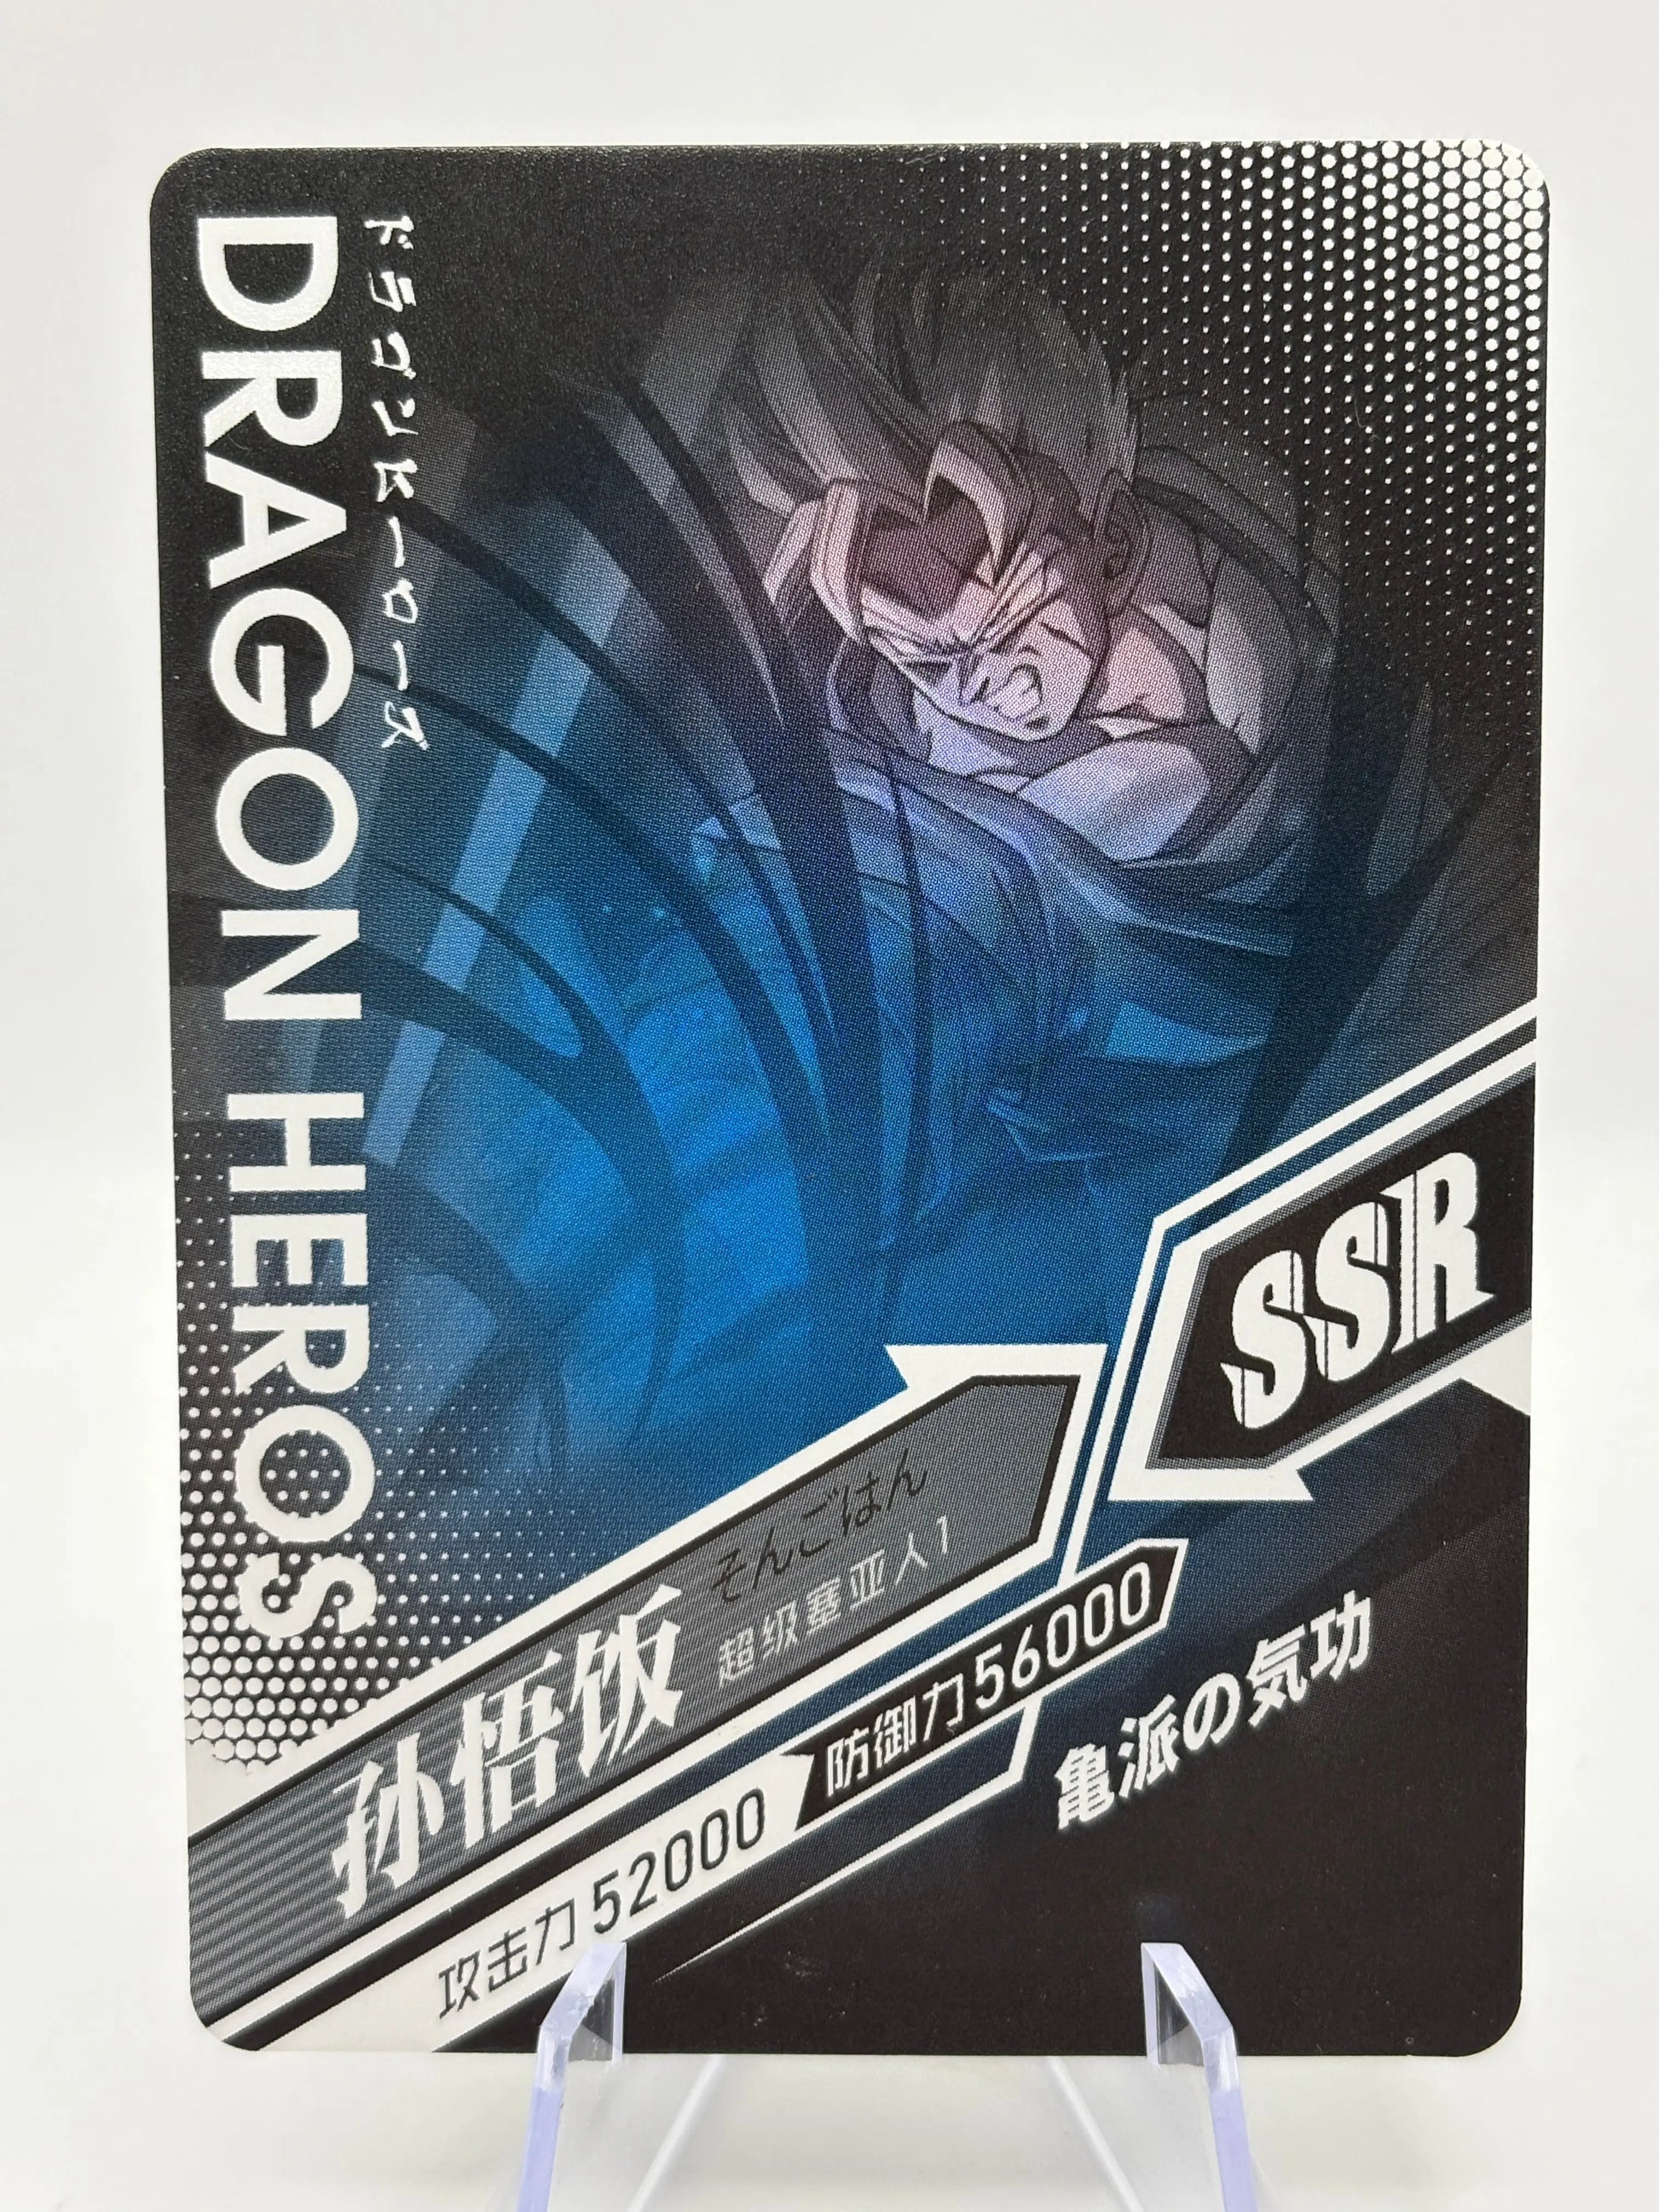 DRAGON HEROS
ドラゴンヒーローズ
SSR
孙悟饭
そんごはん
超级塞亚人1
攻击力52000
防御力56000
亀派の気功